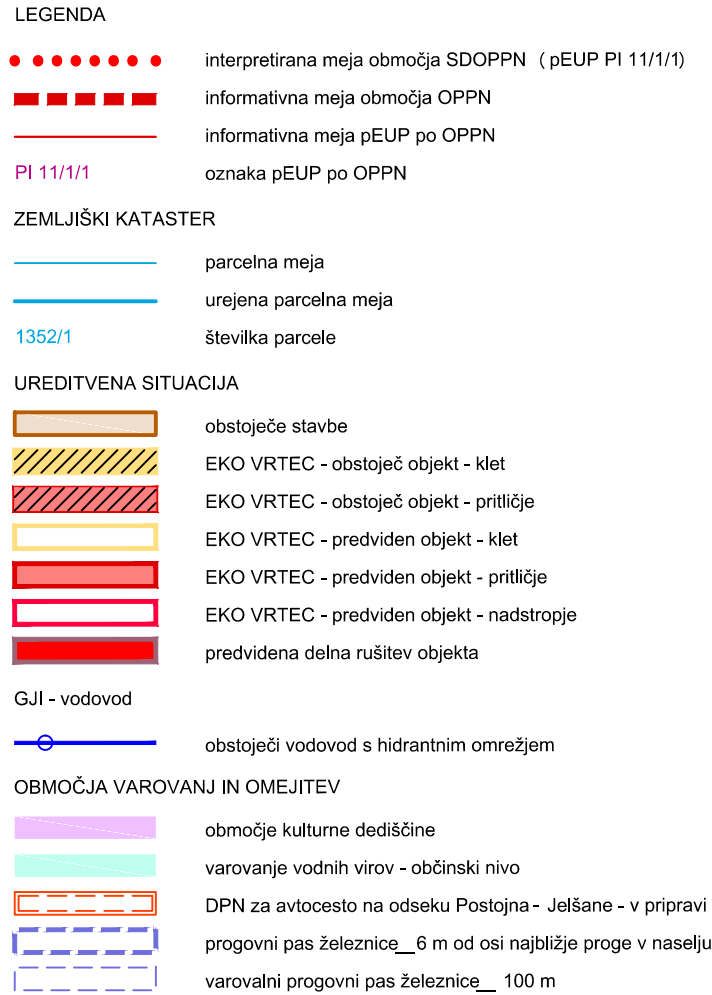 LEGENDA
interpretirana meja območja SDOPPN ( pEUP PI 11/1/1)
informativna meja območja OPPN
informativna meja pEUP po OPPN
PI 11/1/1 oznaka pEUP po OPPN
ZEMLJIŠKI KATASTER
parcelna meja
urejena parcelna meja
1352/1 številka parcele
UREDITVENA SITUACIJA
obstoječe stavbe
EKO VRTEC - obstoječ objekt - klet
EKO VRTEC - obstoječ objekt - pritličje
EKO VRTEC - predviden objekt - klet
EKO VRTEC - predviden objekt - pritličje
EKO VRTEC - predviden objekt - nadstropje
predvidena delna rušitev objekta
GJI - vodovod
obstoječi vodovod s hidrantnim omrežjem
OBMOČJA VAROVANJ IN OMEJITEV
območje kulturne dediščine
varovanje vodnih virov - občinski nivo
DPN za avtocesto na odseku Postojna - Jelšane - v pripravi
progovni pas železnice__6 m od osi najbližje proge v naselju
varovalni progovni pas železnice__ 100 m